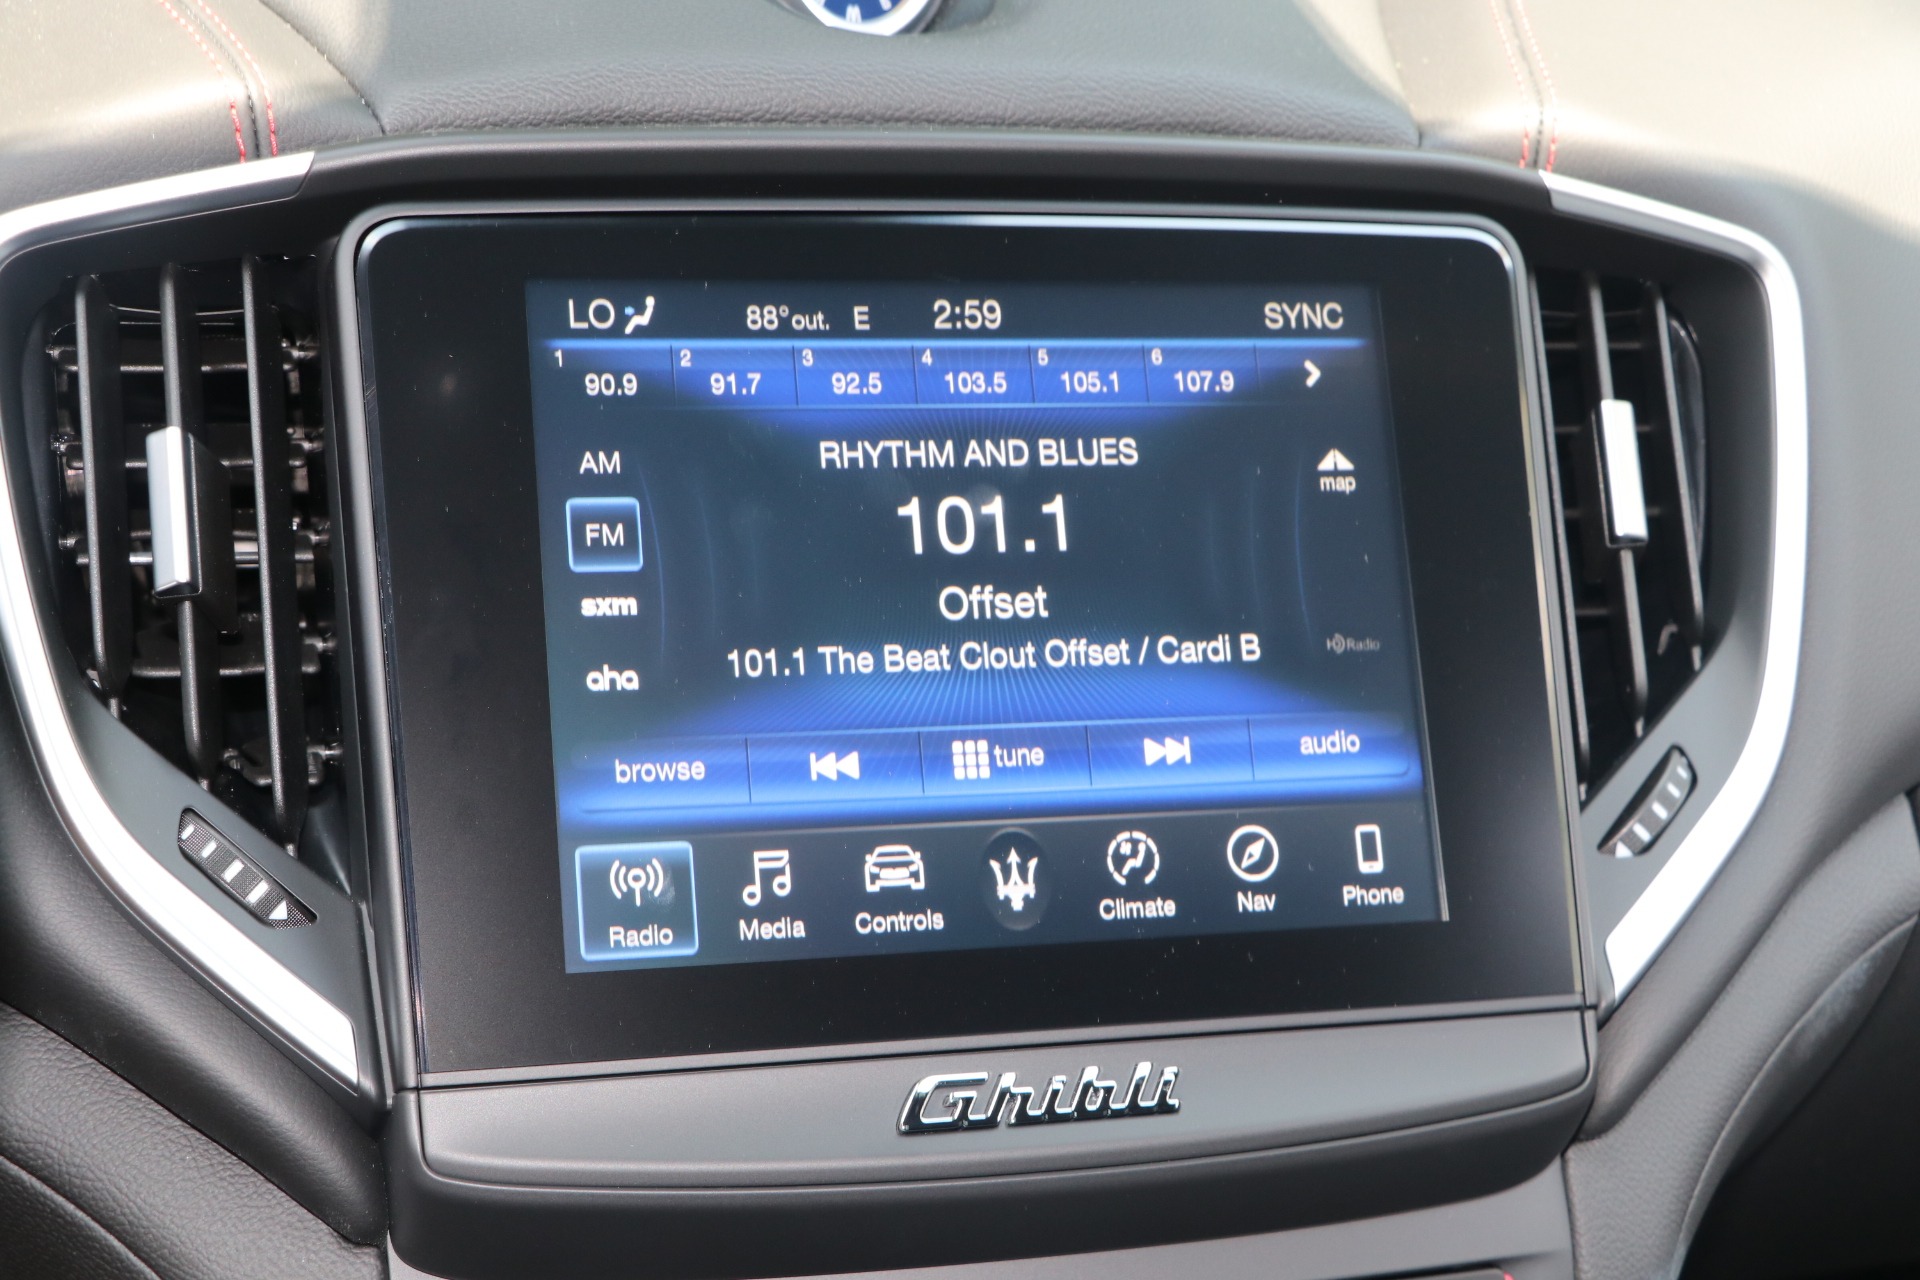 W
LO 88° out. E 2:59 SYNC
1 2 3 4 5 6
90.9 91.7 92.5 103.5 105.1 107.9
RHYTHM AND BLUES
AM
map
101.1
FM
Offset
sxm
HD Radio
101.1 The Beat Clout Offset / Cardi B
aha
browse tune audio
Radio Media Controls Climate Nav Phone
Ghibli